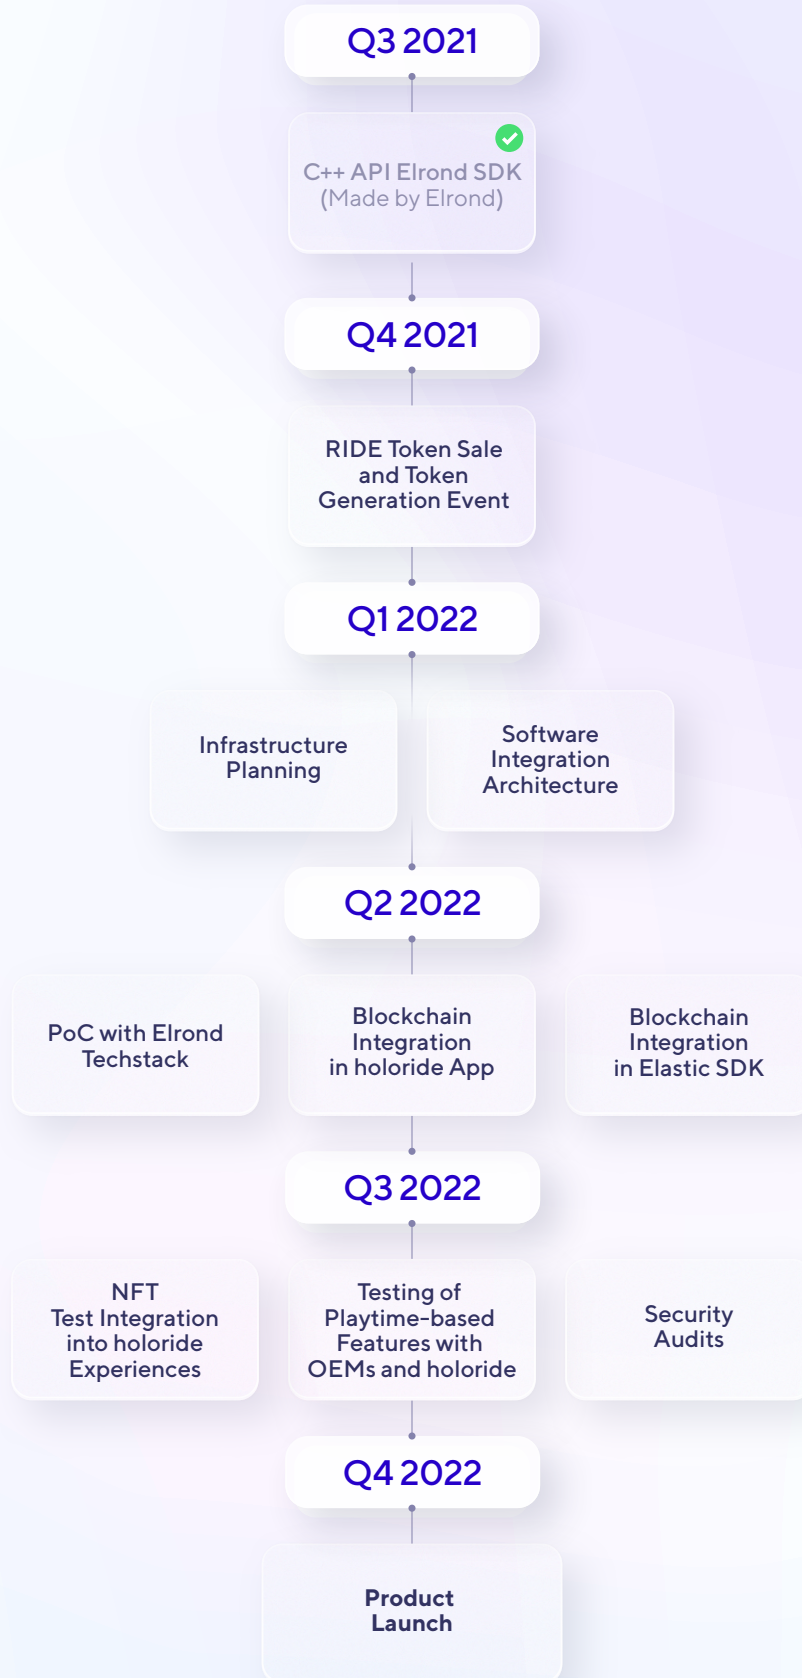 Q3 2021
C++ API Elrond SDK
(Made by Elrond)
Q4 2021
RIDE Token Sale
and Token
Generation Event
Q1 2022
Infrastructure
Planning
Software
Integration
Architecture
Q2 2022
PoC with Elrond
Techstack
Blockchain
Integration
in holoride App
Blockchain
Integration
in Elastic SDK
Q3 2022
NFT
Test Integration
into holoride
Experiences
Testing of
Playtime-based
Features with
OEMs and holoride
Security
Audits
Q4 2022
Product
Launch